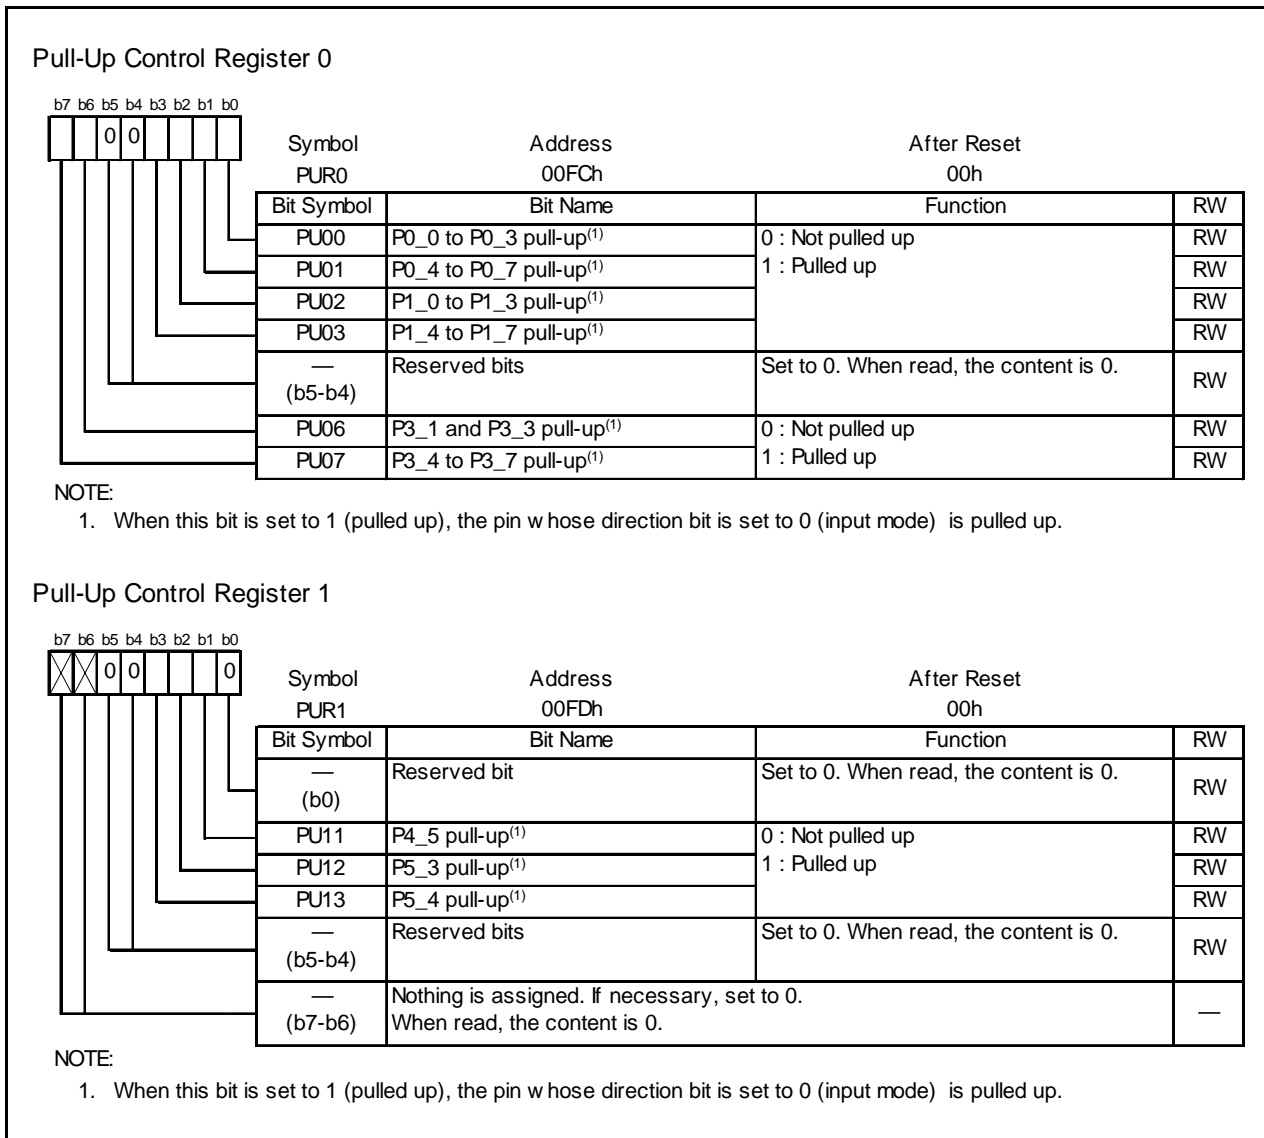 Pull-Up Control Register 0
b7 b6 b5 b4 b3 b2 b1 b0
0 0
Symbol Address After Reset
PUR0 00FCh 00h
Bit Symbol Bit Name Function RW
PU00 P0_0 to P0_3 pull-up(1) 0 : Not pulled up RW
PU01 P0_4 to P0_7 pull-up(1) 1 : Pulled up RW
PU02 P1_0 to P1_3 pull-up(1) RW
PU03 P1_4 to P1_7 pull-up(1) RW
— Reserved bits Set to 0. When read, the content is 0. RW
(b5-b4)
PU06 P3_1 and P3_3 pull-up(1) 0 : Not pulled up RW
PU07 P3_4 to P3_7 pull-up(1) 1 : Pulled up RW
NOTE:
1. When this bit is set to 1 (pulled up), the pin whose direction bit is set to 0 (input mode) is pulled up.
Pull-Up Control Register 1
b7 b6 b5 b4 b3 b2 b1 b0
0 0 0
Symbol Address After Reset
PUR1 00FDh 00h
Bit Symbol Bit Name Function RW
— Reserved bit Set to 0. When read, the content is 0. RW
(b0)
PU11 P4_5 pull-up(1) 0 : Not pulled up RW
PU12 P5_3 pull-up(1) 1 : Pulled up RW
PU13 P5_4 pull-up(1) RW
— Reserved bits Set to 0. When read, the content is 0. RW
(b5-b4)
— Nothing is assigned. If necessary, set to 0. —
(b7-b6) When read, the content is 0.
NOTE:
1. When this bit is set to 1 (pulled up), the pin whose direction bit is set to 0 (input mode) is pulled up.